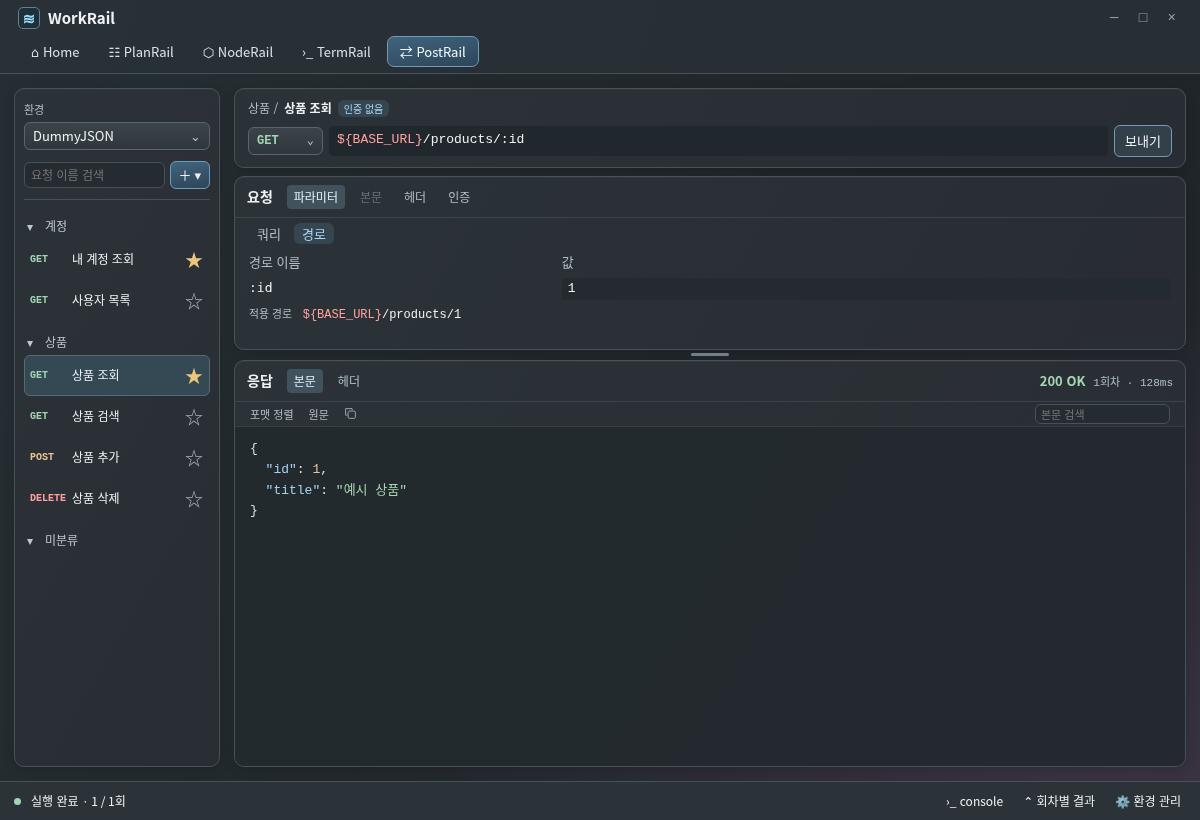 WorkRail
Home PlanRail NodeRail TermRail PostRail
환경
DummyJSON
요청 이름 검색
계정
GET 내 계정 조회
GET 사용자 목록
상품
GET 상품 조회
GET 상품 검색
POST 상품 추가
DELETE 상품 삭제
미분류
상품 / 상품 조회 인증 없음
GET ${BASE_URL}/products/:id 보내기
요청 파라미터 본문 헤더 인증
쿼리 경로
경로 이름 값
:id 1
적용 경로 ${BASE_URL}/products/1
응답 본문 헤더 200 OK 1회차 · 128ms
포맷 정렬 원문 본문 검색
{
"id": 1,
"title": "예시 상품"
}
실행 완료 · 1 / 1회 ›_ console ⌃ 회차별 결과 환경 관리